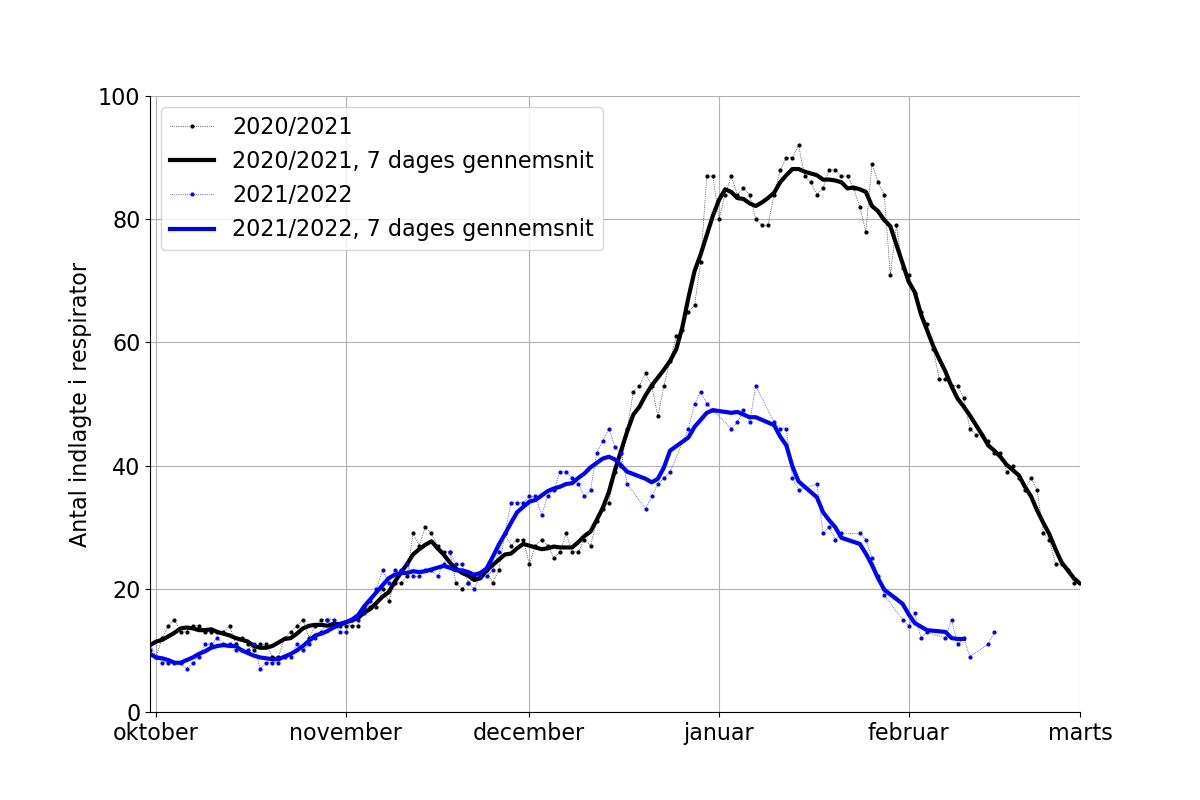 100
80
60
40
20
0
Antal indlagte i respirator
2020/2021
2020/2021, 7 dages gennemsnit
2021/2022
2021/2022, 7 dages gennemsnit
oktober november december januar februar marts